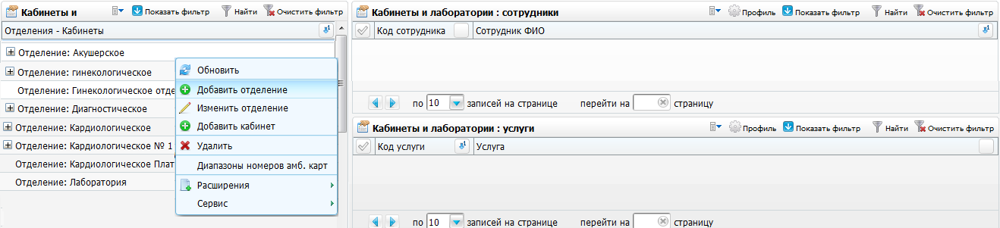 Кабинеты и
Показать фильтр
Найти
Очистить фильтр
Отделения - Кабинеты
Отделение: Акушерское
Отделение: гинекологическое
Отделение: Гинекологическое отде
Отделение: Диагностическое
Отделение: Кардиологическое
Отделение: Кардиологическое № 1
Отделение: Кардиологическое Плат
Отделение: Лаборатория
Обновить
Добавить отделение
Изменить отделение
Добавить кабинет
Удалить
Диапазоны номеров амб. карт
Расширения
Сервис
Кабинеты и лаборатории : сотрудники
Профиль
Показать фильтр
Найти
Очистить фильтр
Код сотрудника
Сотрудник ФИО
по 10 записей на странице перейти на страницу
Кабинеты и лаборатории : услуги
Профиль
Показать фильтр
Найти
Очистить фильтр
Код услуги
Услуга
по 10 записей на странице перейти на страницу